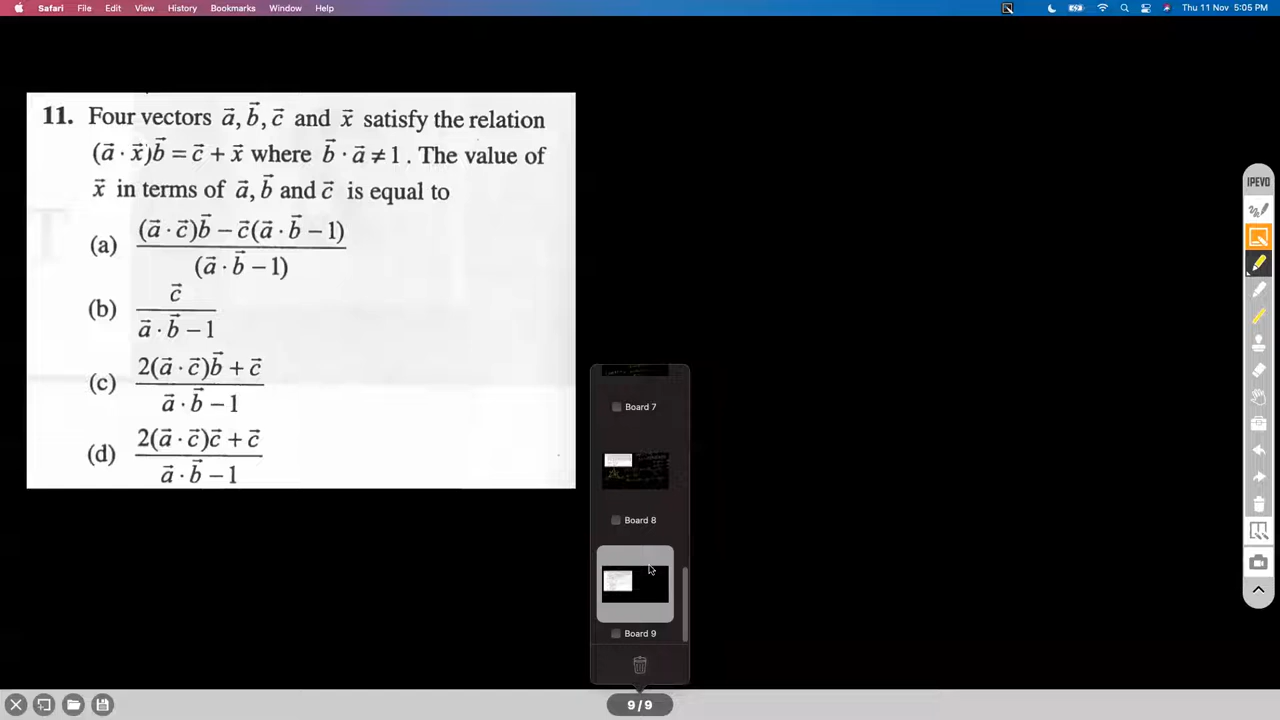 Safari File Edit View History Bookmarks Window Help Thu 11 Nov 5:05 PM
11. Four vectors a⃗, b⃗, c⃗ and x⃗ satisfy the relation
(a⃗ · x⃗)b⃗ = c⃗ + x⃗ where b⃗ · a⃗ ≠ 1. The value of
x⃗ in terms of a⃗, b⃗ and c⃗ is equal to
(a) (a⃗ · c⃗)b⃗ − c⃗(a⃗ · b⃗ − 1)
(a⃗ · b⃗ − 1)
(b) c⃗
a⃗ · b⃗ − 1
(c) 2(a⃗ · c⃗)b⃗ + c⃗
a⃗ · b⃗ − 1
(d) 2(a⃗ · c⃗)c⃗ + c⃗
a⃗ · b⃗ − 1
Board 7
Board 8
Board 9
9/9
IPEVO